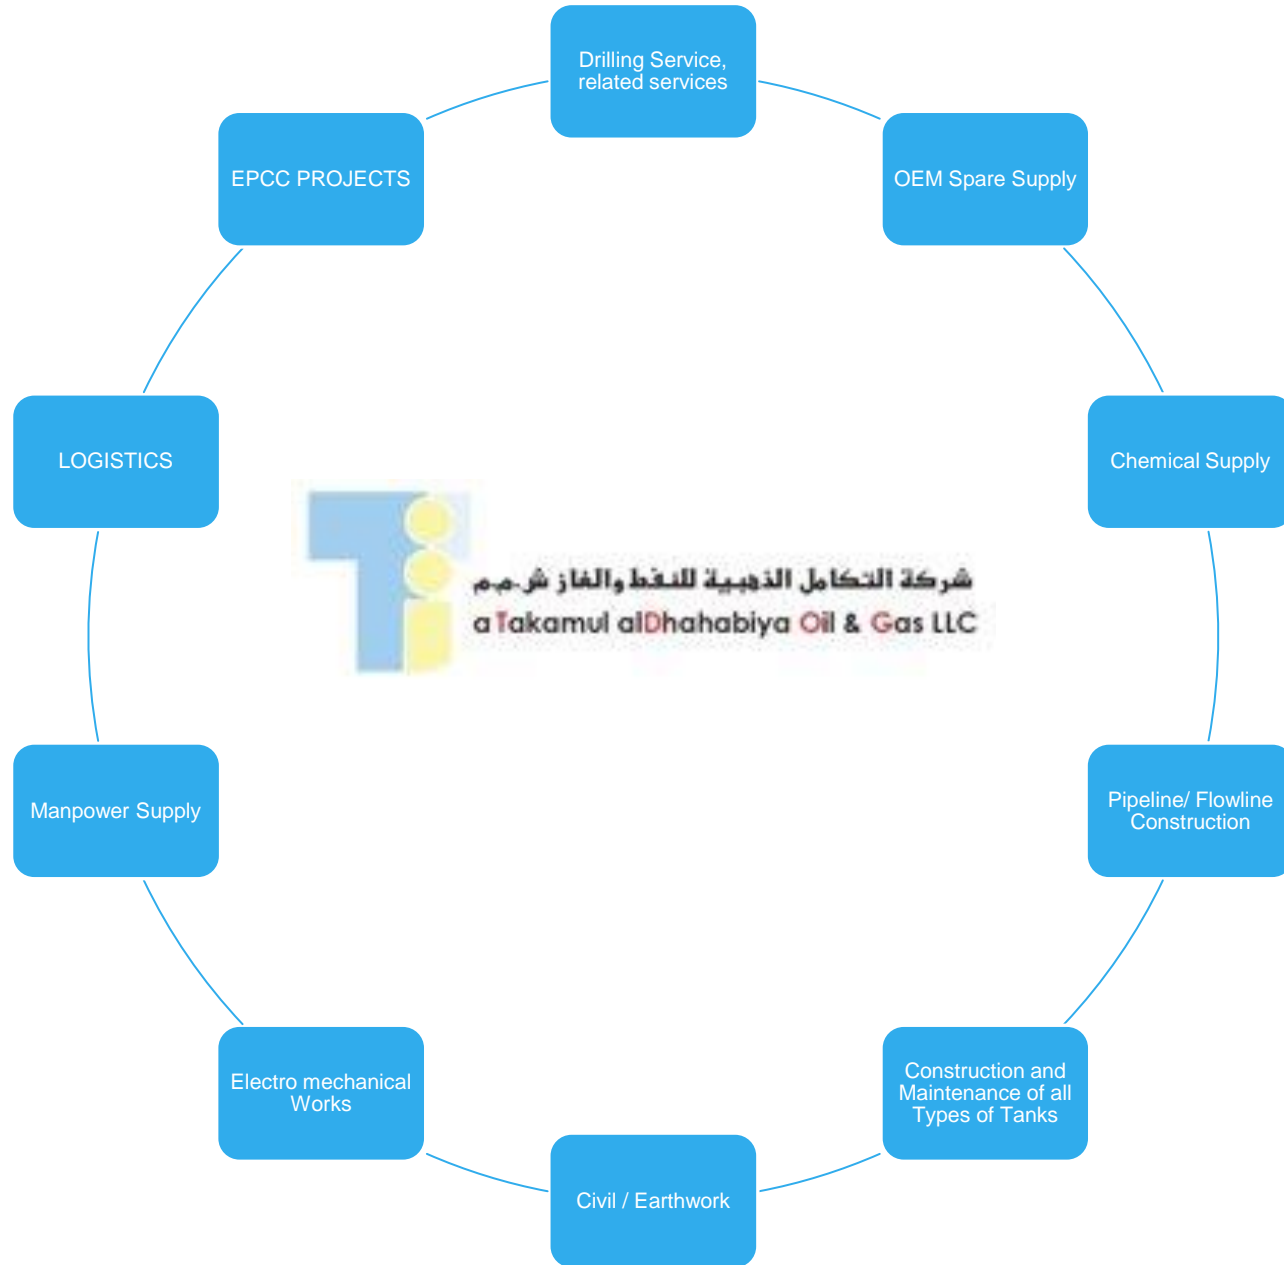 Drilling Service,
related services
OEM Spare Supply
Chemical Supply
Pipeline/ Flowline
Construction
Construction and
Maintenance of all
Types of Tanks
Civil / Earthwork
Electro mechanical
Works
Manpower Supply
LOGISTICS
EPCC PROJECTS
شركة التكامل الذهبية للنفط والغاز ش.م.م
aTakamul alDhahabiya Oil & Gas LLC